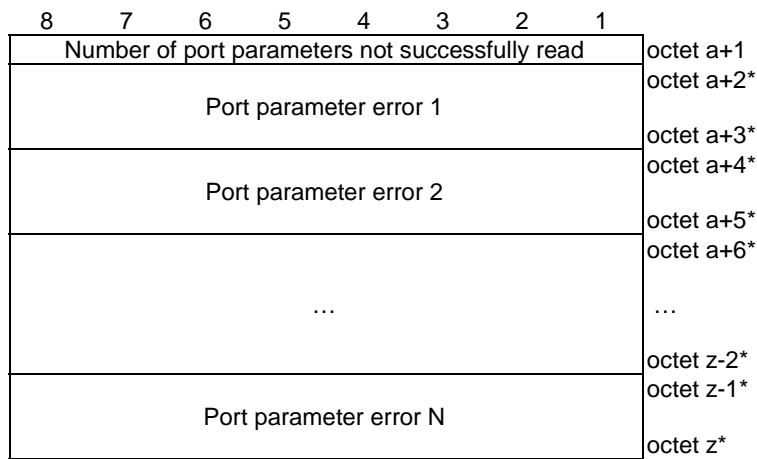 8 7 6 5 4 3 2 1
Number of port parameters not successfully read octet a+1
octet a+2*
Port parameter error 1
octet a+3*
octet a+4*
Port parameter error 2
octet a+5*
octet a+6*
… …
octet z-2*
octet z-1*
Port parameter error N
octet z*